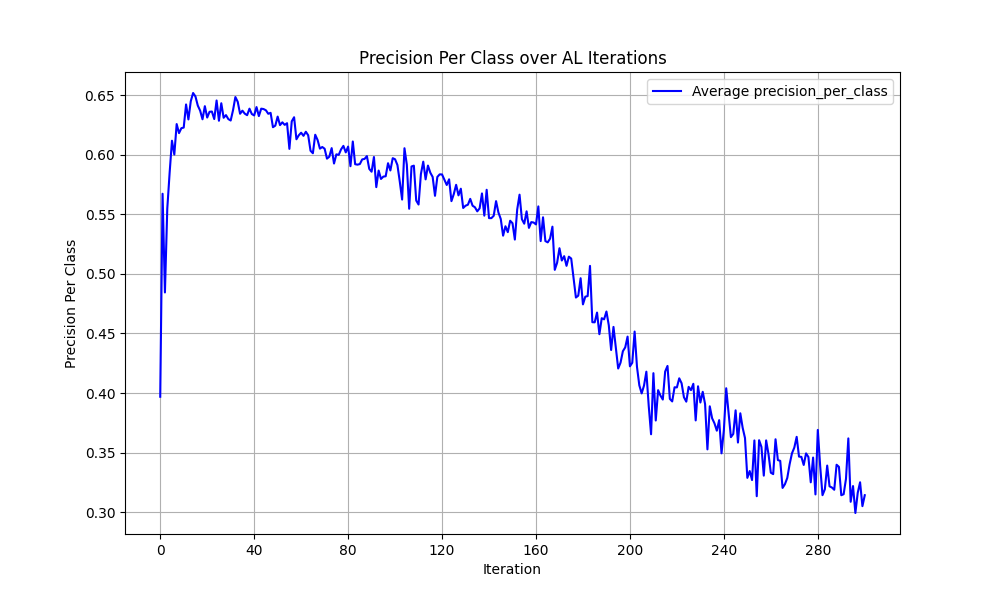 Precision Per Class over AL Iterations
Average precision_per_class
Precision Per Class
0.65
0.60
0.55
0.50
0.45
0.40
0.35
0.30
0 40 80 120 160 200 240 280
Iteration